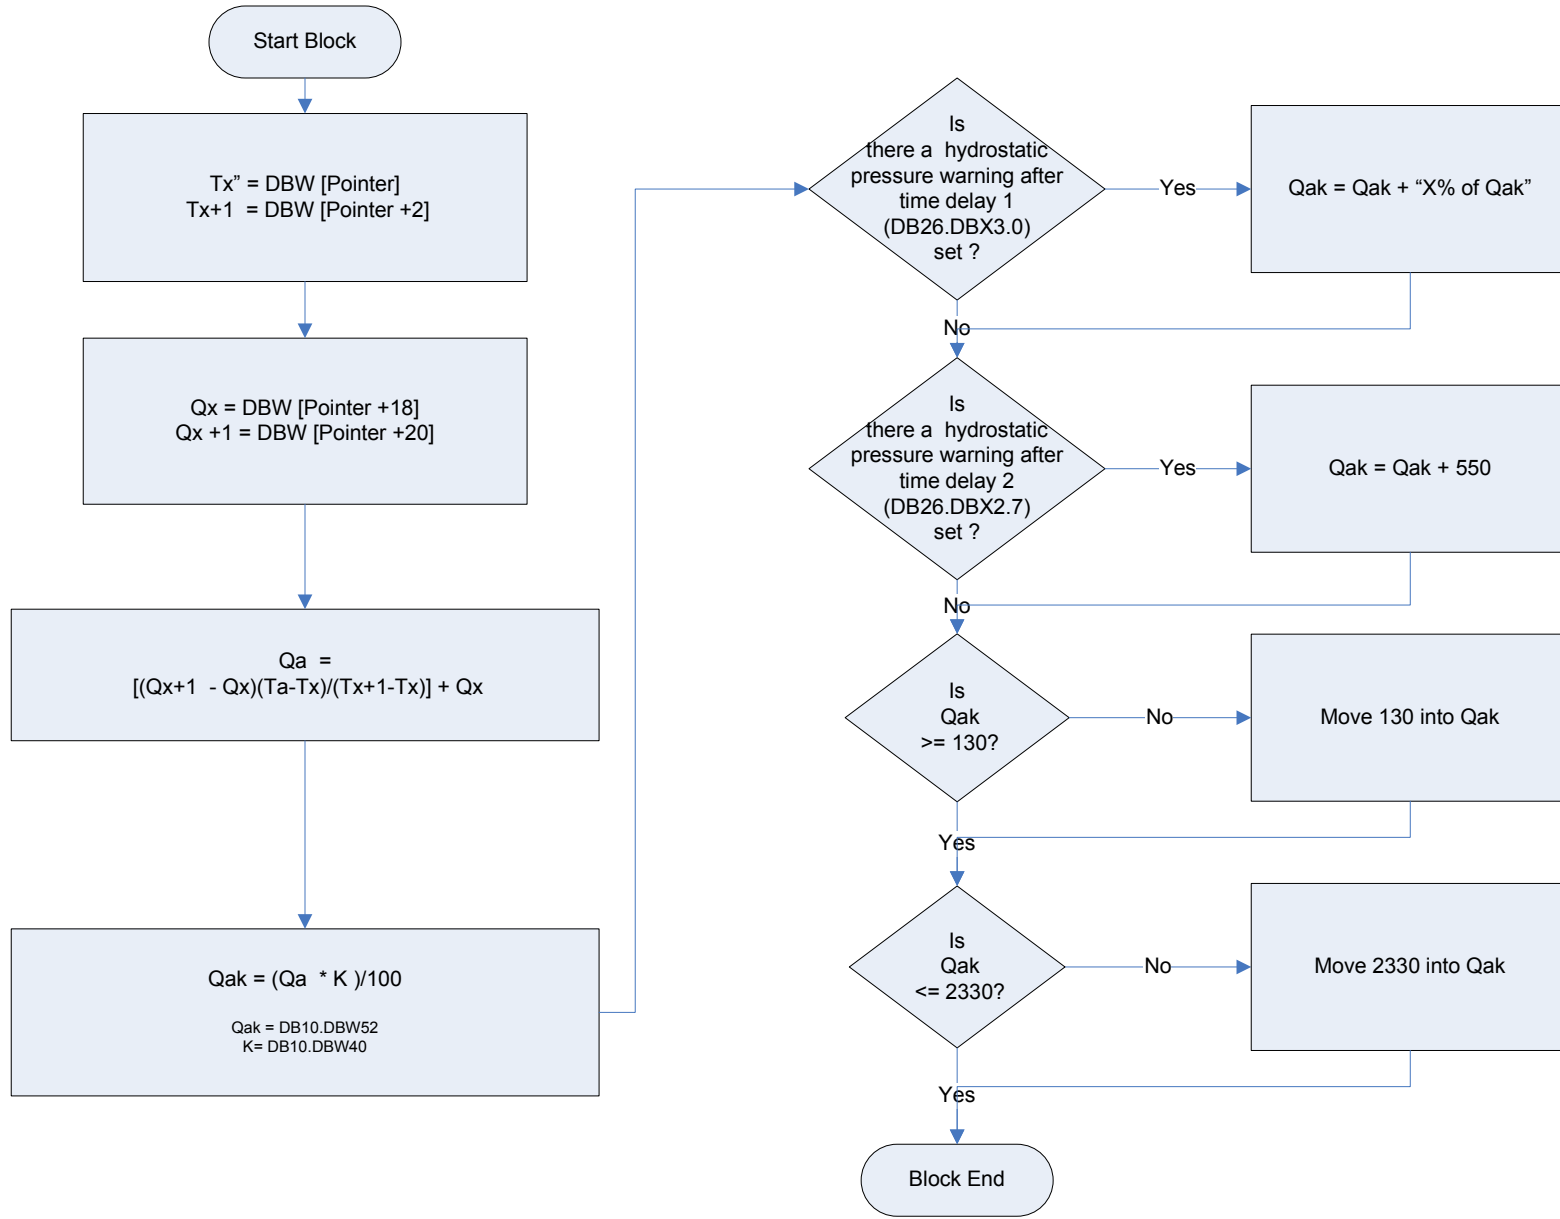 Start Block
Tx” = DBW [Pointer]
Tx+1 = DBW [Pointer +2]
Qx = DBW [Pointer +18]
Qx +1 = DBW [Pointer +20]
Qa =
[(Qx+1 - Qx)(Ta-Tx)/(Tx+1-Tx)] + Qx
Qak = (Qa * K )/100
Qak = DB10.DBW52
K= DB10.DBW40
Is
there a hydrostatic
pressure warning after
time delay 1
(DB26.DBX3.0)
set ?
Yes
Qak = Qak + “X% of Qak”
No
Is
there a hydrostatic
pressure warning after
time delay 2
(DB26.DBX2.7)
set ?
Yes
Qak = Qak + 550
No
Is
Qak
>= 130?
No
Move 130 into Qak
Yes
Is
Qak
<= 2330?
No
Move 2330 into Qak
Yes
Block End